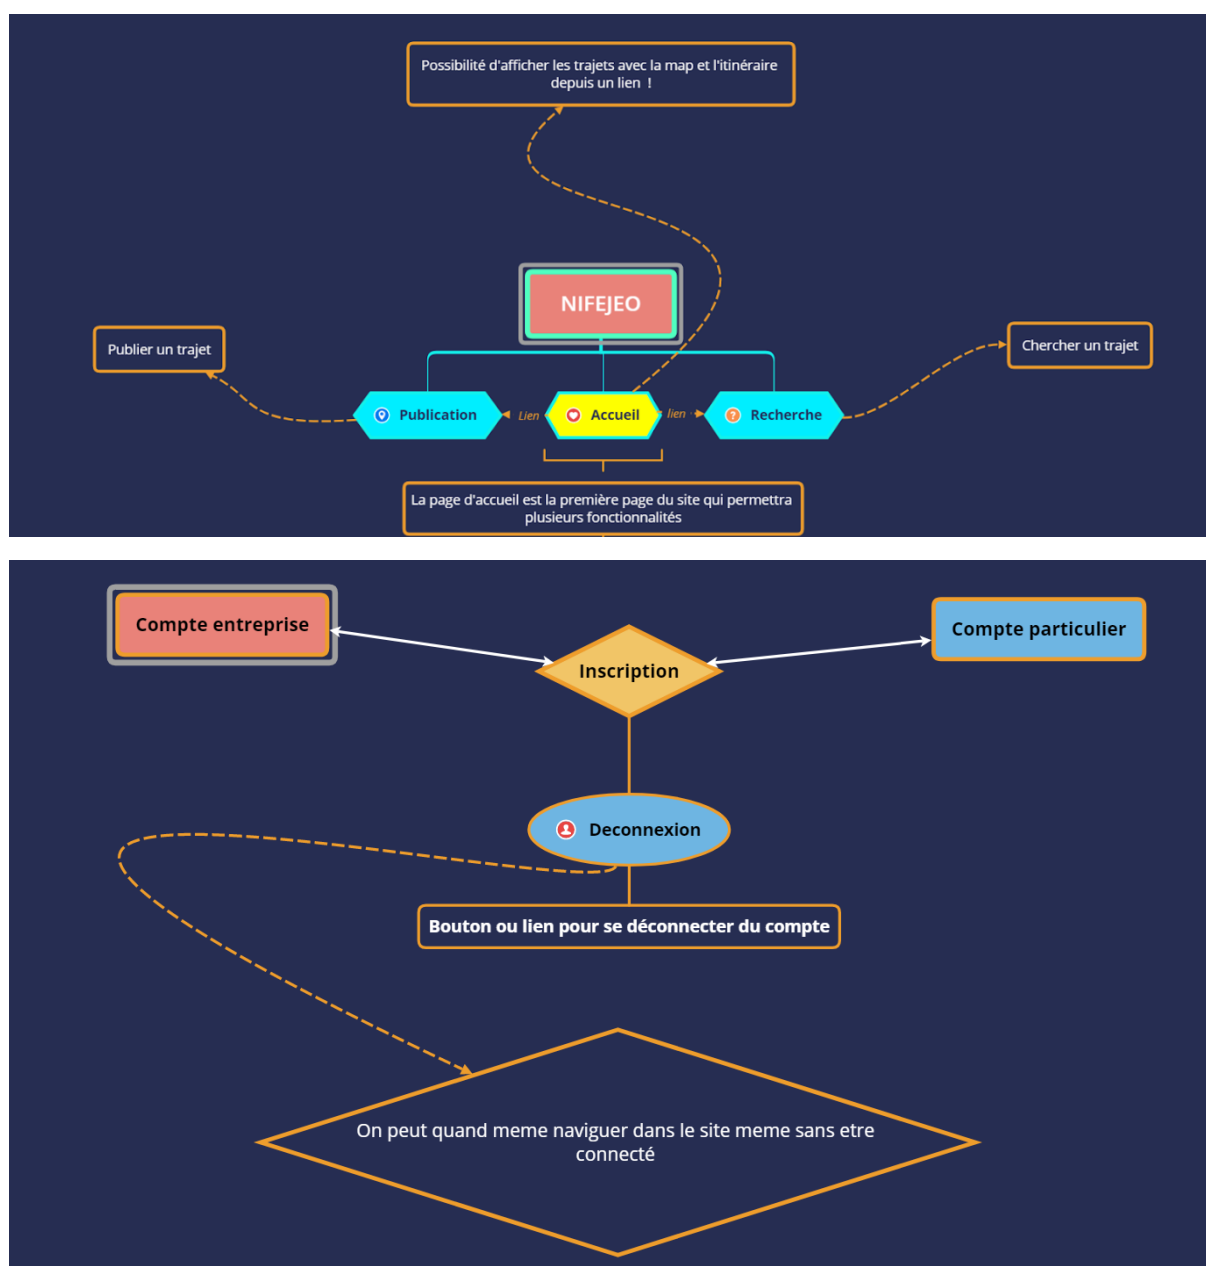 Possibilité d'afficher les trajets avec la map et l'itinéraire
depuis un lien !
NIFEJEO
Publier un trajet
Chercher un trajet
Publication
Lien
Accueil
lien
Recherche
La page d'accueil est la première page du site qui permettra
plusieurs fonctionnalités
Compte entreprise
Compte particulier
Inscription
Deconnexion
Bouton ou lien pour se déconnecter du compte
On peut quand meme naviguer dans le site meme sans etre
connecté